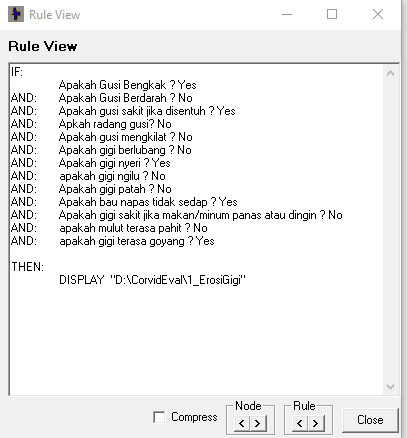 Rule View
Rule View
IF:
Apakah Gusi Bengkak ? Yes
AND: Apakah Gusi Berdarah ? No
AND: Apakah gusi sakit jika disentuh ? Yes
AND: Apkah radang gusi? No
AND: Apakah gusi mengkilat ? No
AND: Apakah gigi berlubang ? No
AND: Apakah gigi nyeri ? Yes
AND: apakah gigi ngilu ? No
AND: apakah gigi patah ? No
AND: Apakah bau napas tidak sedap ? Yes
AND: Apakah gigi sakit jika makan/minum panas atau dingin ? No
AND: apakah mulut terasa pahit ? No
AND: apakah gigi terasa goyang ? Yes
THEN:
DISPLAY "D:\CorvidEval\1_ErosiGigi"
Compress
Node
Rule
< >
< >
Close